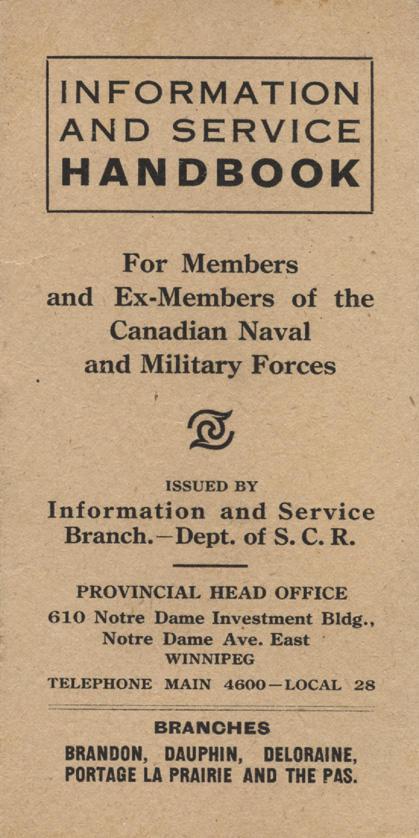 INFORMATION
AND SERVICE
HANDBOOK
For Members
and Ex-Members of the
Canadian Naval
and Military Forces
ISSUED BY
Information and Service
Branch.—Dept. of S. C. R.
PROVINCIAL HEAD OFFICE
610 Notre Dame Investment Bldg.,
Notre Dame Ave. East
WINNIPEG
TELEPHONE MAIN 4600—LOCAL 28
BRANCHES
BRANDON, DAUPHIN, DELORAINE,
PORTAGE LA PRAIRIE AND THE PAS.